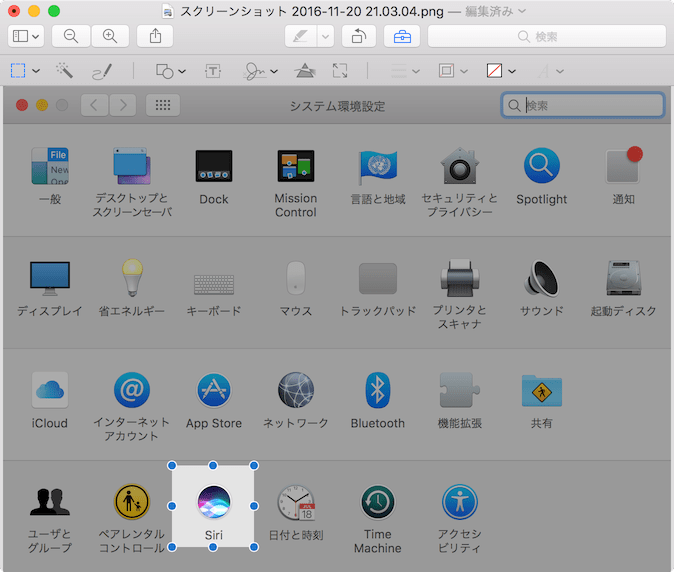 スクリーンショット 2016-11-20 21.03.04.png — 編集済み
検索
T
A
システム環境設定
検索
File
New
One
一般
デスクトップと
スクリーンセーバ
Dock
Mission
Control
言語と地域
セキュリティと
プライバシー
Spotlight
通知
ディスプレイ
省エネルギー
キーボード
マウス
トラックパッド
プリンタと
スキャナ
サウンド
起動ディスク
iCloud
インターネット
アカウント
App Store
ネットワーク
Bluetooth
機能拡張
共有
ユーザと
グループ
ペアレンタル
コントロール
Siri
JUL
18
日付と時刻
Time
Machine
アクセシ
ビリティ